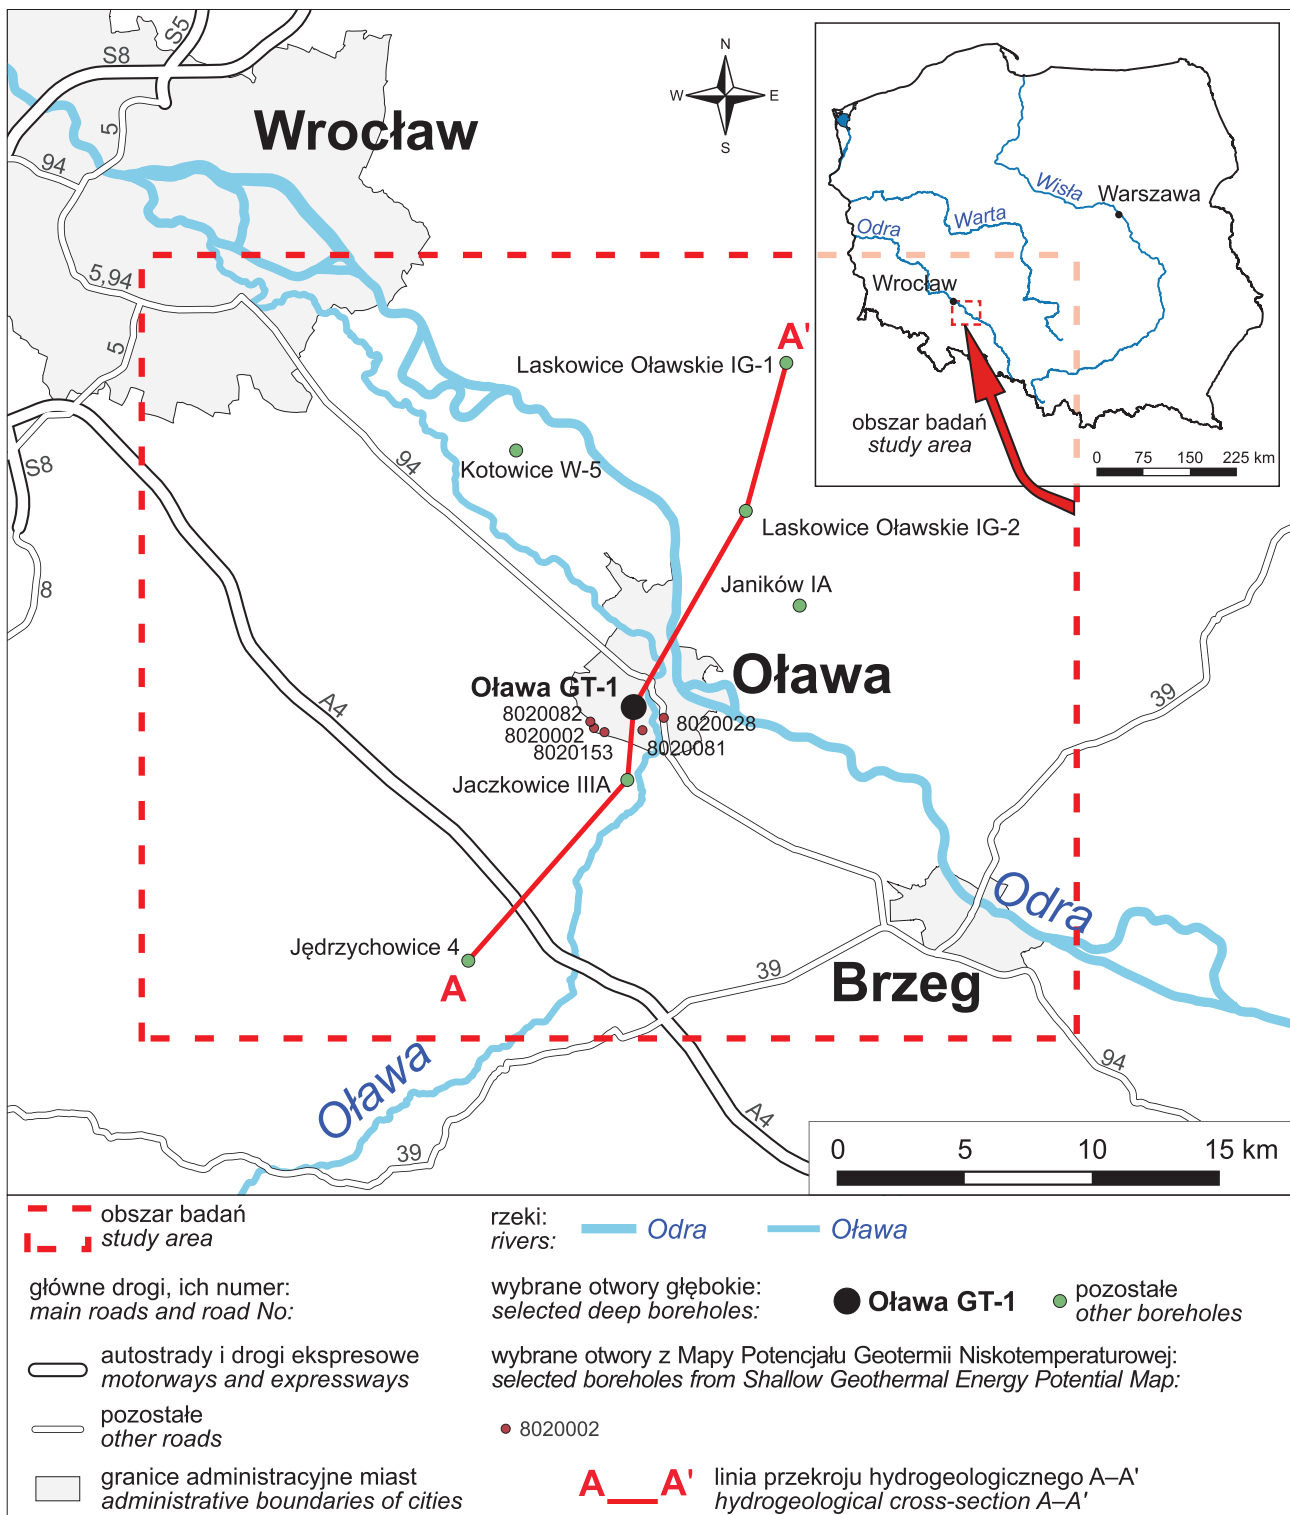 S8
S5
5
94
Wrocław
N
W
E
S
5,94
5
S8
8
94
A4
A'
Laskowice Oławskie IG-1
Kotowice W-5
Laskowice Oławskie IG-2
Janików IA
Oława
Oława GT-1
8020082
8020002
8020153
8020028
8020081
Jaczkowice IIIA
39
Jędrzychowice 4
A
Odra
39
Brzeg
94
Oława
A4
39
Wisła
Warszawa
Warta
Odra
Wrocław
obszar badań
study area
0 75 150 225 km
0 5 10 15 km
obszar badań
study area
główne drogi, ich numer:
main roads and road No:
autostrady i drogi ekspresowe
motorways and expressways
pozostałe
other roads
granice administracyjne miast
administrative boundaries of cities
rzeki:
rivers:
Odra
Oława
wybrane otwory głębokie:
selected deep boreholes:
Oława GT-1
pozostałe
other boreholes
wybrane otwory z Mapy Potencjału Geotermii Niskotemperaturowej:
selected boreholes from Shallow Geothermal Energy Potential Map:
8020002
A A'
linia przekroju hydrogeologicznego A–A'
hydrogeological cross-section A–A'